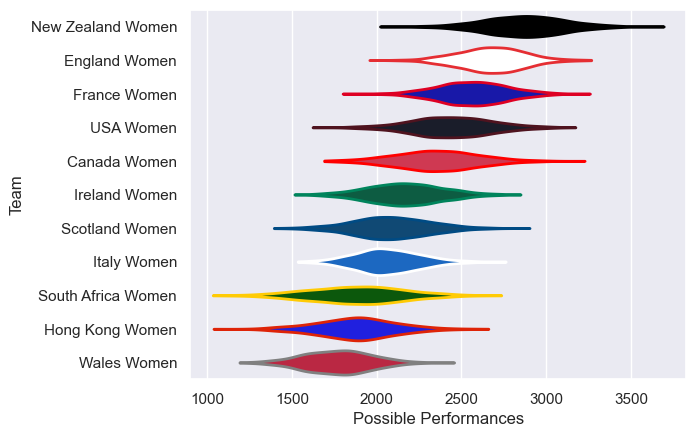 New Zealand Women
England Women
France Women
USA Women
Canada Women
Ireland Women
Scotland Women
Italy Women
South Africa Women
Hong Kong Women
Wales Women
Team
1000 1500 2000 2500 3000 3500
Possible Performances